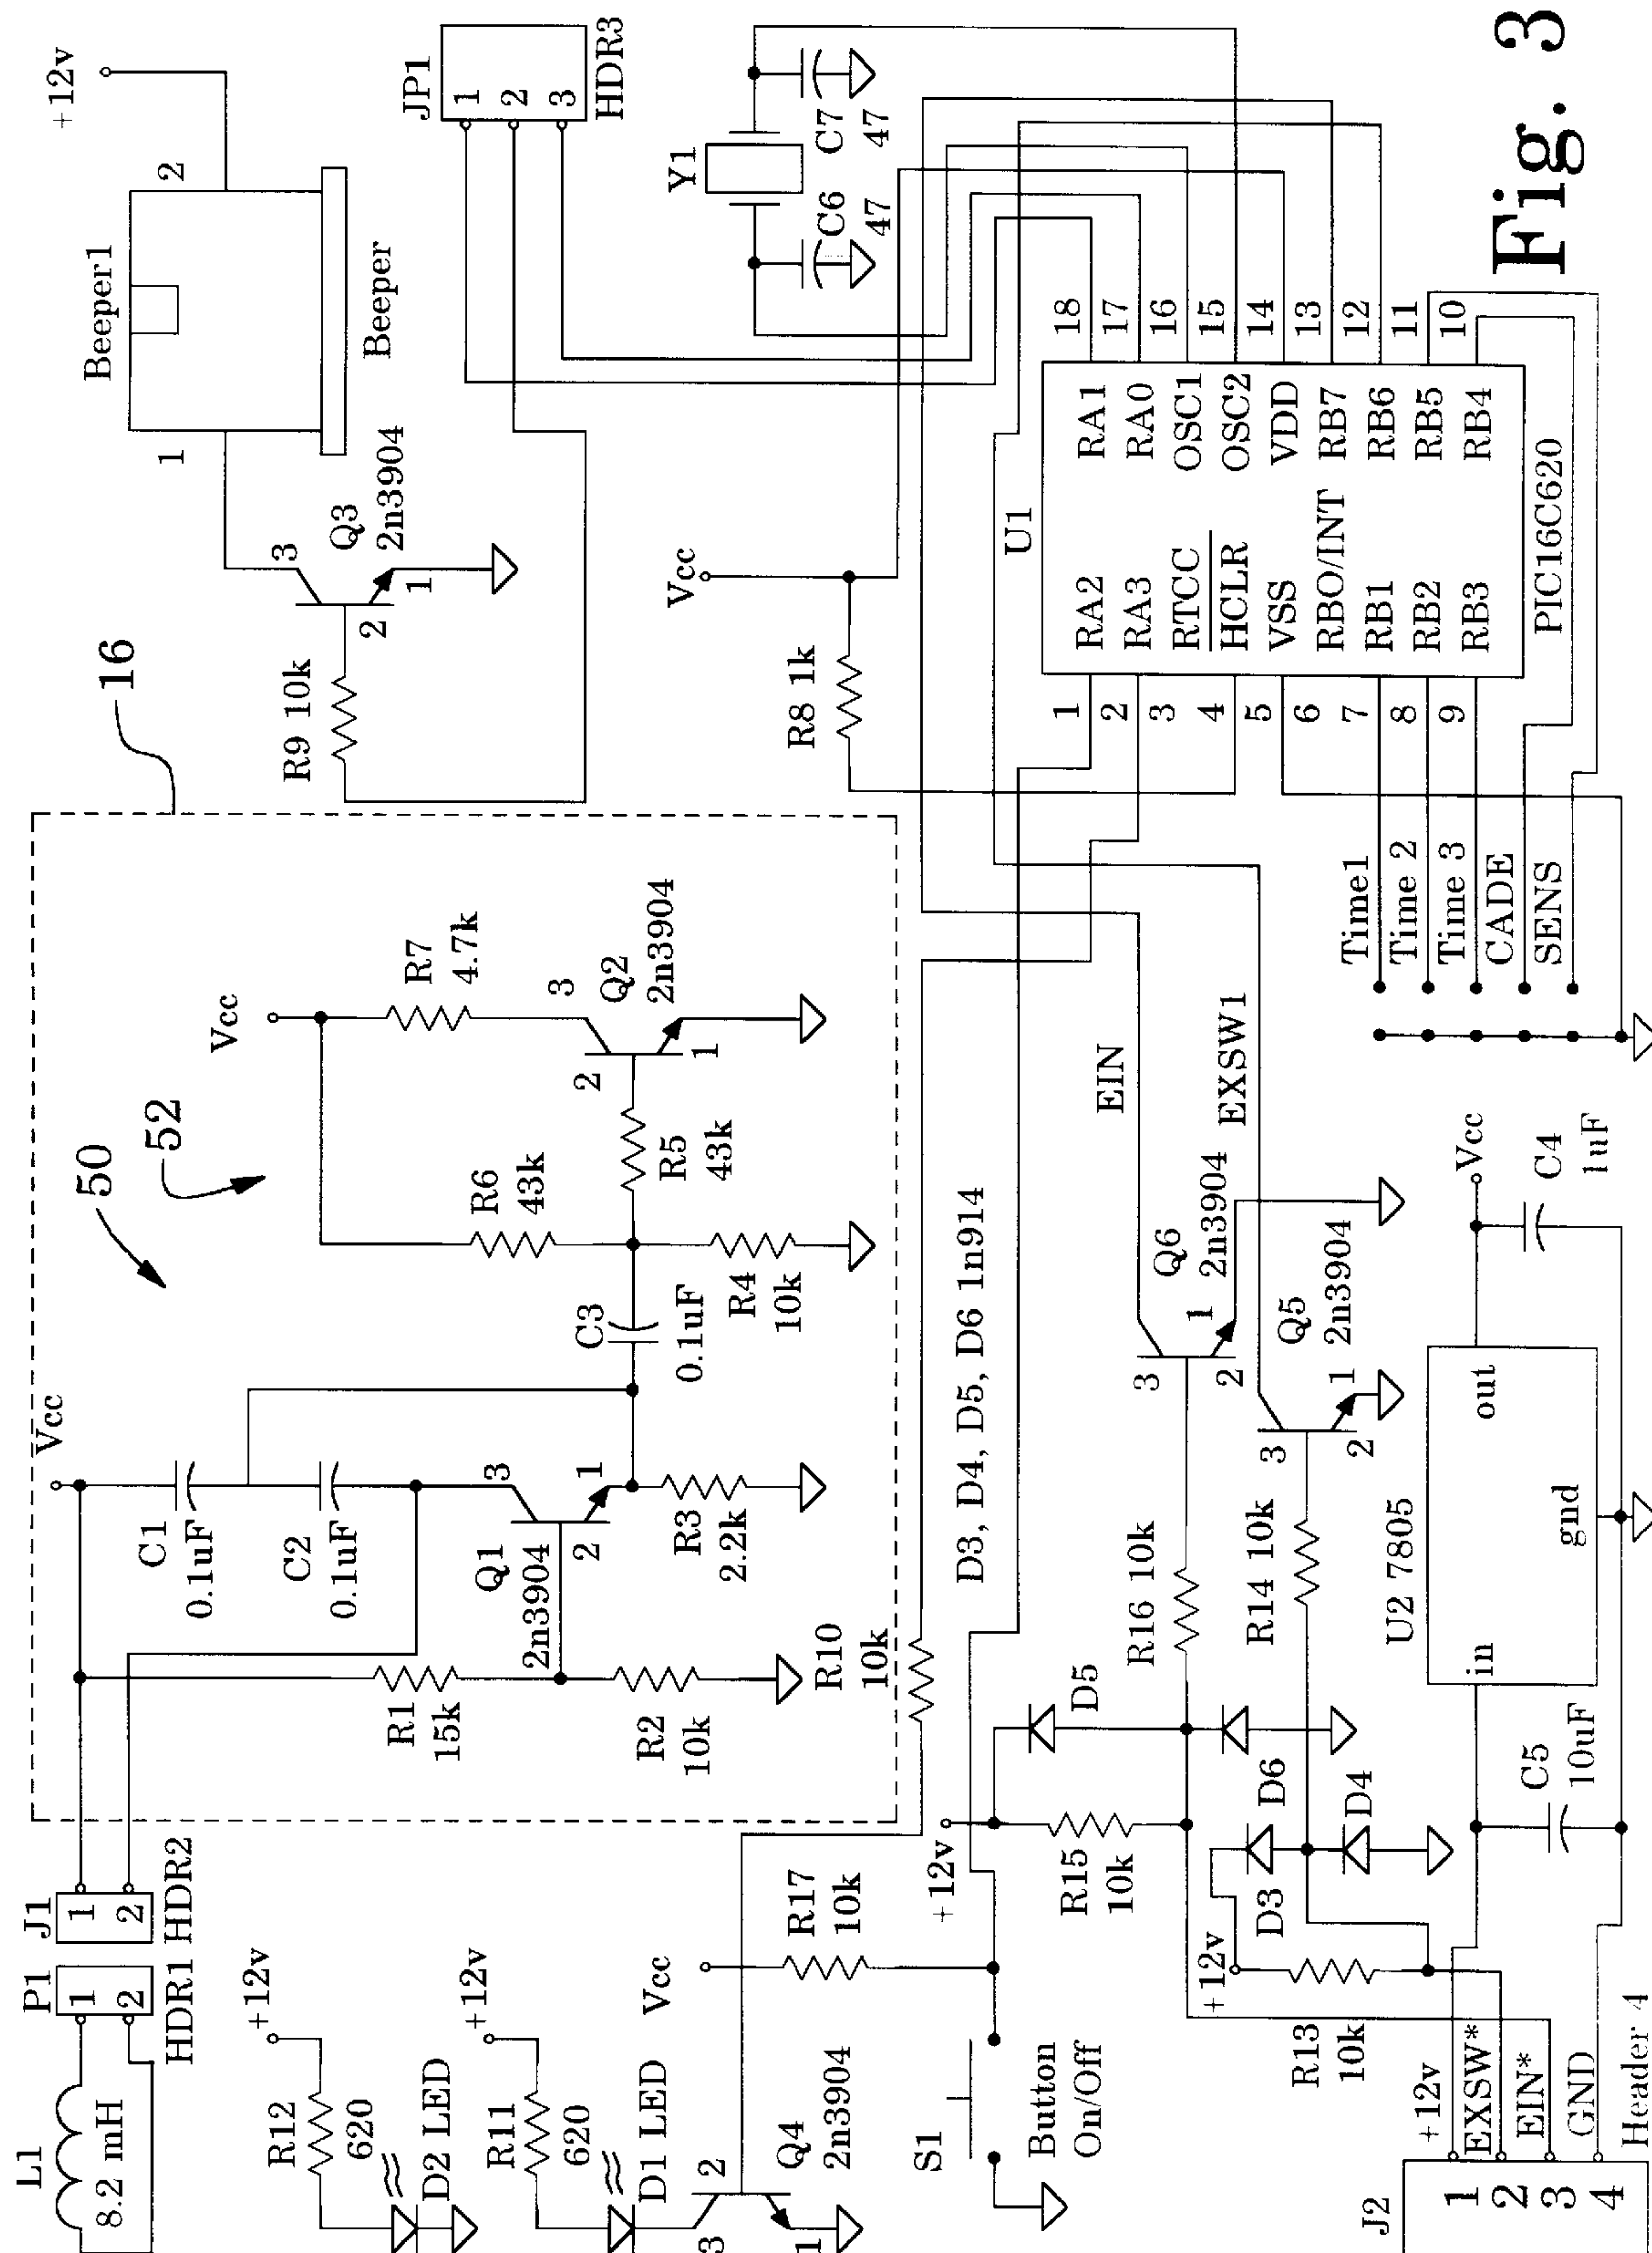 +12v
Beeper1
1
2
Beeper
JP1
1
2
3
HDR3
Q3
2n3904
3
2
1
R9 10k
16
50
52
Vcc
Vcc
C1
0.1uF
C2
0.1uF
Q1
2n3904
3
2
1
R1
15k
R2
10k
R3
2.2k
C3
0.1uF
R4
10k
R6
43k
R5
43k
R7
4.7k
Q2
2n3904
3
2
1
R10
10k
J1
1
2
HDR2
P1
1
2
HDR1
L1
8.2 mH
+12v
R12
620
D2 LED
+12v
R11
620
D1 LED
Vcc
R17
10k
Q4
2n3904
3
2
1
S1
Button
On/Off
Y1
C6
47
C7
47
Vcc
R8 1k
U1
RA2
RA3
RTCC
HCLR
VSS
RBO/INT
RB1
RB2
RB3
RA1
RA0
OSC1
OSC2
VDD
RB7
RB6
RB5
RB4
1
2
3
4
5
6
7
8
9
18
17
16
15
14
13
12
11
10
PIC16C620
Time1
Time 2
Time 3
CADE
SENS
EIN
EXSW1
D3, D4, D5, D6 1n914
Q6
2n3904
3
2
1
Q5
2n3904
3
2
1
R16 10k
R14 10k
D5
D6
D3
D4
+12v
R15
10k
+12v
R13
10k
U2 7805
in
out
gnd
Vcc
C4
1uF
C5
10uF
+12v
EXSW*
EIN*
GND
Header 4
J2
1
2
3
4
Fig. 3